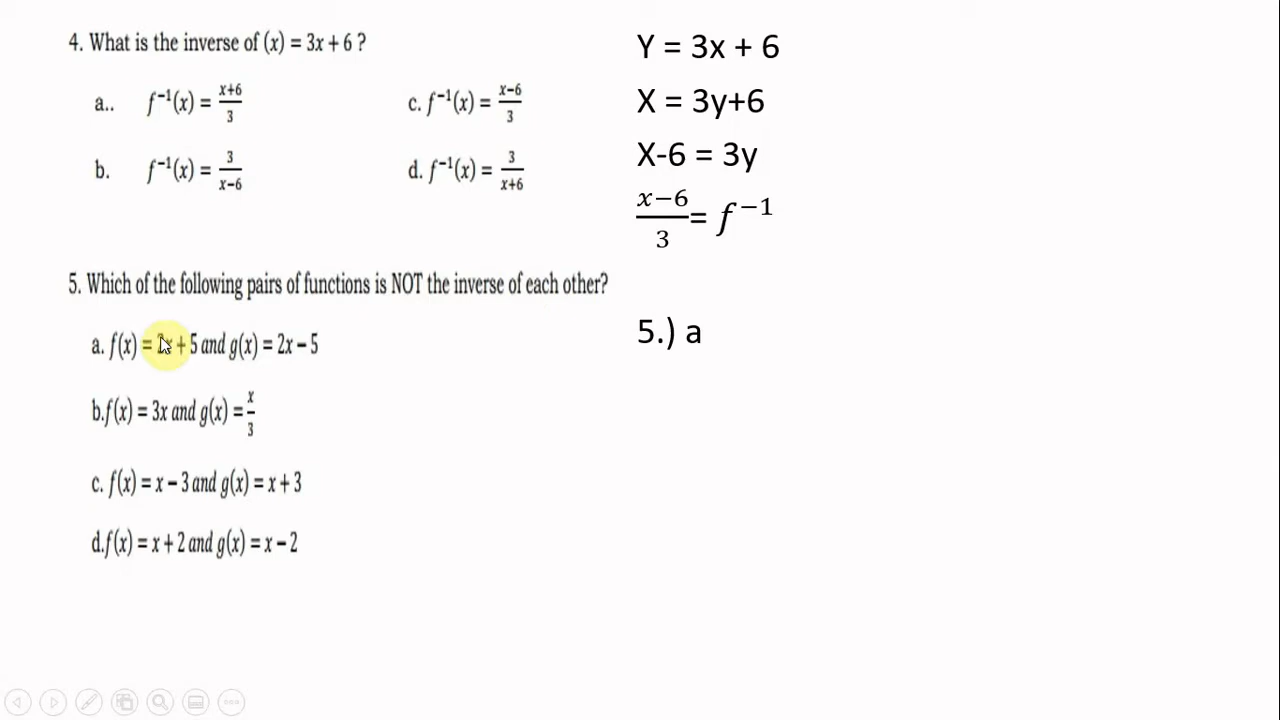 4. What is the inverse of (x) = 3x + 6 ?
a.. f⁻¹(x) = (x+6)/3
c. f⁻¹(x) = (x−6)/3
b. f⁻¹(x) = 3/(x−6)
d. f⁻¹(x) = 3/(x+6)
5. Which of the following pairs of functions is NOT the inverse of each other?
a. f(x) = 2x + 5 and g(x) = 2x − 5
b.f(x) = 3x and g(x) = x/3
c. f(x) = x − 3 and g(x) = x + 3
d.f(x) = x + 2 and g(x) = x − 2
Y = 3x + 6
X = 3y+6
X-6 = 3y
(x−6)/3 = f⁻¹
5.) a